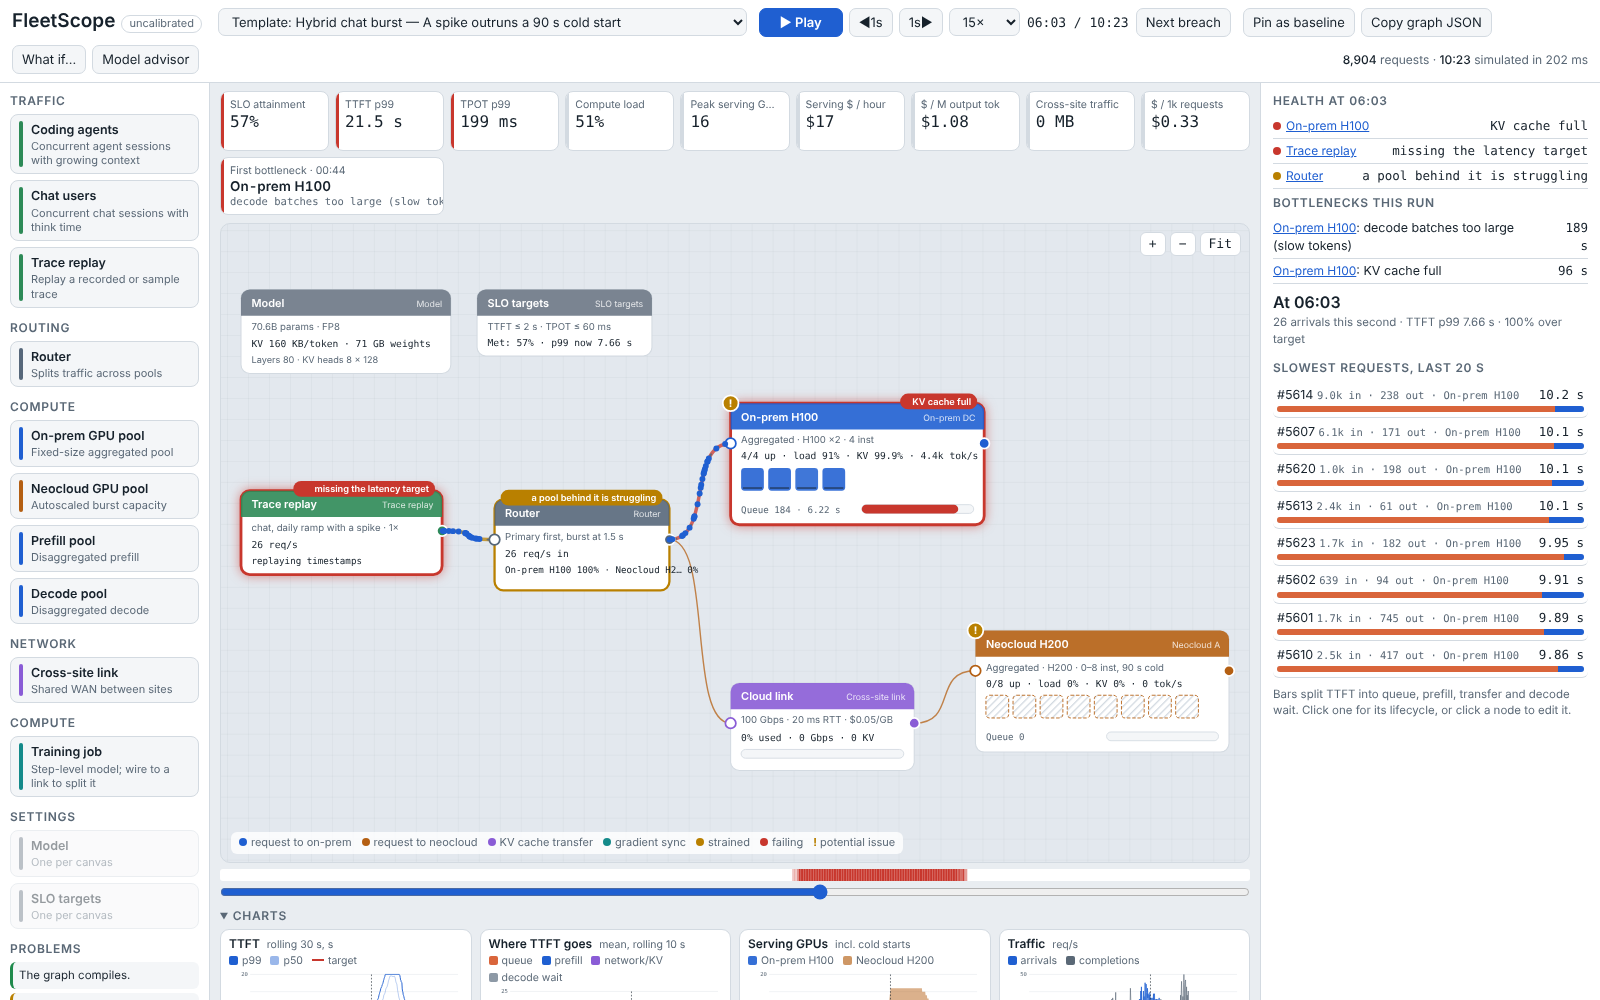 FleetScope uncalibrated
Template: Hybrid chat burst — A spike outruns a 90 s cold start
▶ Play
◀1s
1s▶
15×
06:03 / 10:23
Next breach
Pin as baseline
Copy graph JSON
What if...
Model advisor
8,904 requests · 10:23 simulated in 202 ms
TRAFFIC
Coding agents
Concurrent agent sessions
with growing context
Chat users
Concurrent chat sessions with
think time
Trace replay
Replay a recorded or sample
trace
ROUTING
Router
Splits traffic across pools
COMPUTE
On-prem GPU pool
Fixed-size aggregated pool
Neocloud GPU pool
Autoscaled burst capacity
Prefill pool
Disaggregated prefill
Decode pool
Disaggregated decode
NETWORK
Cross-site link
Shared WAN between sites
COMPUTE
Training job
Step-level model; wire to a
link to split it
SETTINGS
Model
One per canvas
SLO targets
One per canvas
PROBLEMS
The graph compiles.
SLO attainment
57%
TTFT p99
21.5 s
TPOT p99
199 ms
Compute load
51%
Peak serving G...
16
Serving $ / hour
$17
$ / M output tok
$1.08
Cross-site traffic
0 MB
$ / 1k requests
$0.33
First bottleneck · 00:44
On-prem H100
decode batches too large (slow tok
+
−
Fit
Model Model
70.6B params · FP8
KV 160 KB/token · 71 GB weights
Layers 80 · KV heads 8 × 128
SLO targets SLO targets
TTFT ≤ 2 s · TPOT ≤ 60 ms
Met: 57% · p99 now 7.66 s
missing the latency target
Trace replay Trace replay
chat, daily ramp with a spike · 1×
26 req/s
replaying timestamps
a pool behind it is struggling
Router Router
Primary first, burst at 1.5 s
26 req/s in
On-prem H100 100% · Neocloud H2… 0%
!
KV cache full
On-prem H100 On-prem DC
Aggregated · H100 ×2 · 4 inst
4/4 up · load 91% · KV 99.9% · 4.4k tok/s
Queue 184 · 6.22 s
Cloud link Cross-site link
100 Gbps · 20 ms RTT · $0.05/GB
0% used · 0 Gbps · 0 KV
!
Neocloud H200 Neocloud A
Aggregated · H200 · 0–8 inst, 90 s cold
0/8 up · load 0% · KV 0% · 0 tok/s
Queue 0
request to on-prem
request to neocloud
KV cache transfer
gradient sync
strained
failing
! potential issue
▼ CHARTS
TTFT rolling 30 s, s
p99 p50 target
20
Where TTFT goes mean, rolling 10 s
queue prefill network/KV
decode wait
25
Serving GPUs incl. cold starts
On-prem H100 Neocloud H200
20
Traffic req/s
arrivals completions
50
HEALTH AT 06:03
On-prem H100 KV cache full
Trace replay missing the latency target
Router a pool behind it is struggling
BOTTLENECKS THIS RUN
On-prem H100: decode batches too large 189
(slow tokens) s
On-prem H100: KV cache full 96 s
At 06:03
26 arrivals this second · TTFT p99 7.66 s · 100% over
target
SLOWEST REQUESTS, LAST 20 S
#5614 9.0k in · 238 out · On-prem H100 10.2 s
#5607 6.1k in · 171 out · On-prem H100 10.1 s
#5620 1.0k in · 198 out · On-prem H100 10.1 s
#5613 2.4k in · 61 out · On-prem H100 10.1 s
#5623 1.7k in · 182 out · On-prem H100 9.95 s
#5602 639 in · 94 out · On-prem H100 9.91 s
#5601 1.7k in · 745 out · On-prem H100 9.89 s
#5610 2.5k in · 417 out · On-prem H100 9.86 s
Bars split TTFT into queue, prefill, transfer and decode
wait. Click one for its lifecycle, or click a node to edit it.